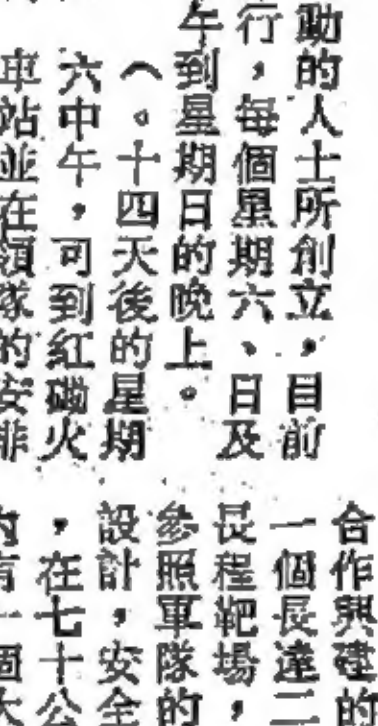 動的人士所創立，目前
行，每個星期六、日及
午到星期日的晚上。
（。十四天後的星期
六中午，可到紅磡火
車站並在領隊的安排
合作興建的
一個長達二
長程靶場，
參照軍隊的
設計，安全
，在七十公
內有一個大